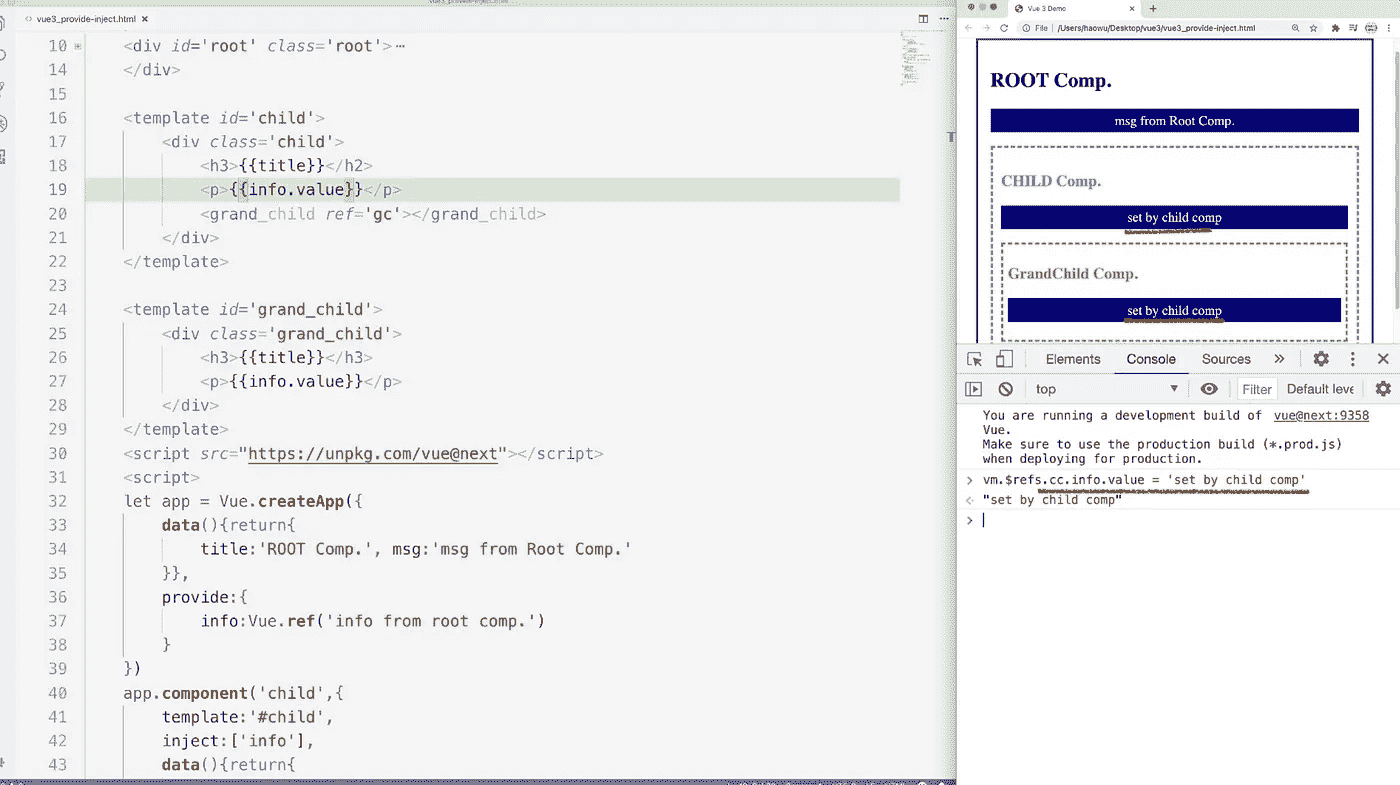 vue3_provide-inject.html
<> vue3_provide-inject.html ×
10 <div id='root' class='root'>⋯
14 </div>
15
16 <template id='child'>
17 <div class='child'>
18 <h3>{{title}}</h2>
19 <p>{{info.value}}</p>
20 <grand_child ref='gc'></grand_child>
21 </div>
22 </template>
23
24 <template id='grand_child'>
25 <div class='grand_child'>
26 <h3>{{title}}</h3>
27 <p>{{info.value}}</p>
28 </div>
29 </template>
30 <script src="https://unpkg.com/vue@next"></script>
31 <script>
32 let app = Vue.createApp({
33 data(){return{
34 title:'ROOT Comp.', msg:'msg from Root Comp.'
35 }},
36 provide:{
37 info:Vue.ref('info from root comp.')
38 }
39 })
40 app.component('child',{
41 template:'#child',
42 inject:['info'],
43 data(){return{
Vue 3 Demo
File | /Users/haowu/Desktop/vue3/vue3_provide-inject.html
ROOT Comp.
msg from Root Comp.
CHILD Comp.
set by child comp
GrandChild Comp.
set by child comp
Elements Console Sources »
top Filter Default leve
You are running a development build of vue@next:9358
Vue.
Make sure to use the production build (*.prod.js)
when deploying for production.
> vm.$refs.cc.info.value = 'set by child comp'
"set by child comp"
>